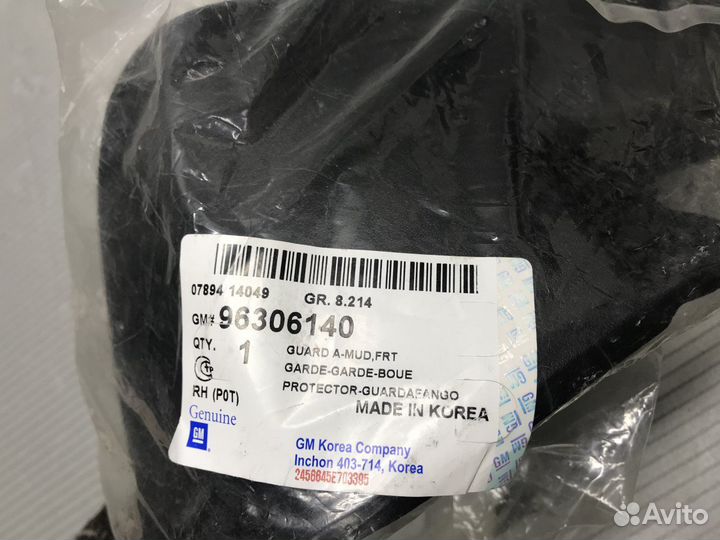 07894 14049 GR. 8.214
GM# 96306140
QTY. 1 GUARD A-MUD,FRT
GARDE-GARDE-BOUE
PROTECTOR-GUARDAFANGO
RH (P0T) MADE IN KOREA
Genuine
GM
GM Korea Company
Inchon 403-714, Korea
2456645E703395
Avito